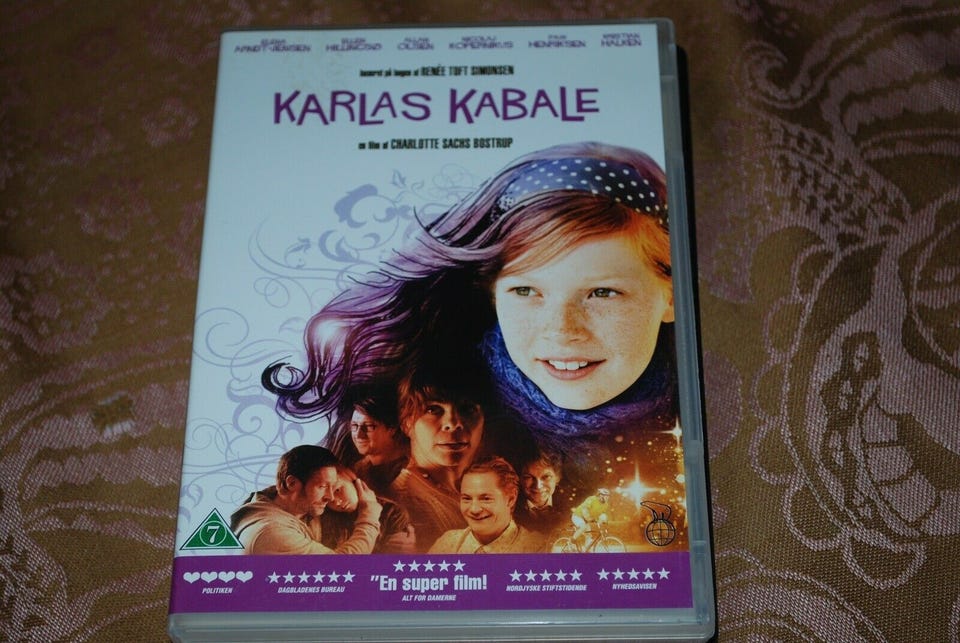 ELENA ARNDT-JENSEN
ELLEN HILLINGSØ
ALLAN OLSEN
NICOLAJ KOPERNIKUS
HENRIKSEN
KRISTIAN HALKEN
baseret på bogen af RENÉE TOFT SIMONSEN
KARLAS KABALE
en film af CHARLOTTE SACHS BOSTRUP
7
POLITIKEN
DAGBLADENES BUREAU
"En super film!
ALT FOR DAMERNE
NORDJYSKE STIFTSTIDENDE
NYHEDSAVISEN